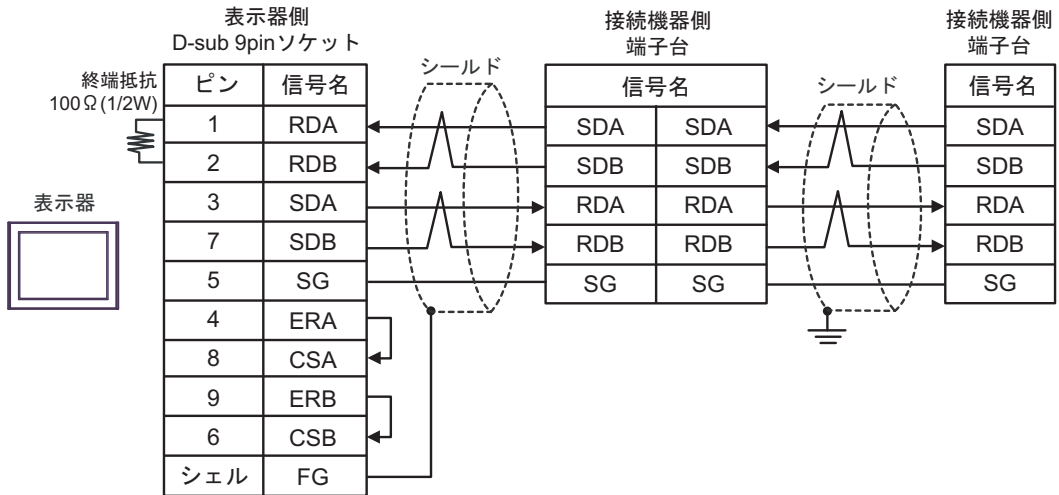 表示器側
D-sub 9pinソケット
接続機器側
端子台
接続機器側
端子台
終端抵抗
100Ω(1/2W)
シールド
シールド
表示器
ピン 信号名
1 RDA
2 RDB
3 SDA
7 SDB
5 SG
4 ERA
8 CSA
9 ERB
6 CSB
シェル FG
信号名
SDA SDA
SDB SDB
RDA RDA
RDB RDB
SG SG
信号名
SDA
SDB
RDA
RDB
SG